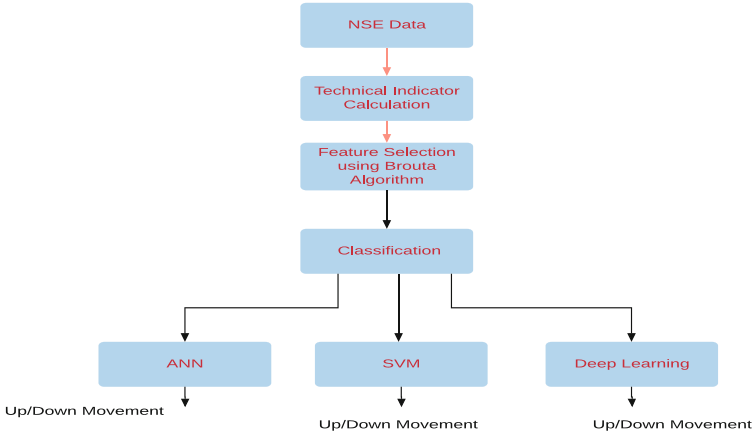 NSE Data
Technical Indicator
Calculation
Feature Selection
using Brouta
Algorithm
Classification
ANN
SVM
Deep Learning
Up/Down Movement
Up/Down Movement
Up/Down Movement